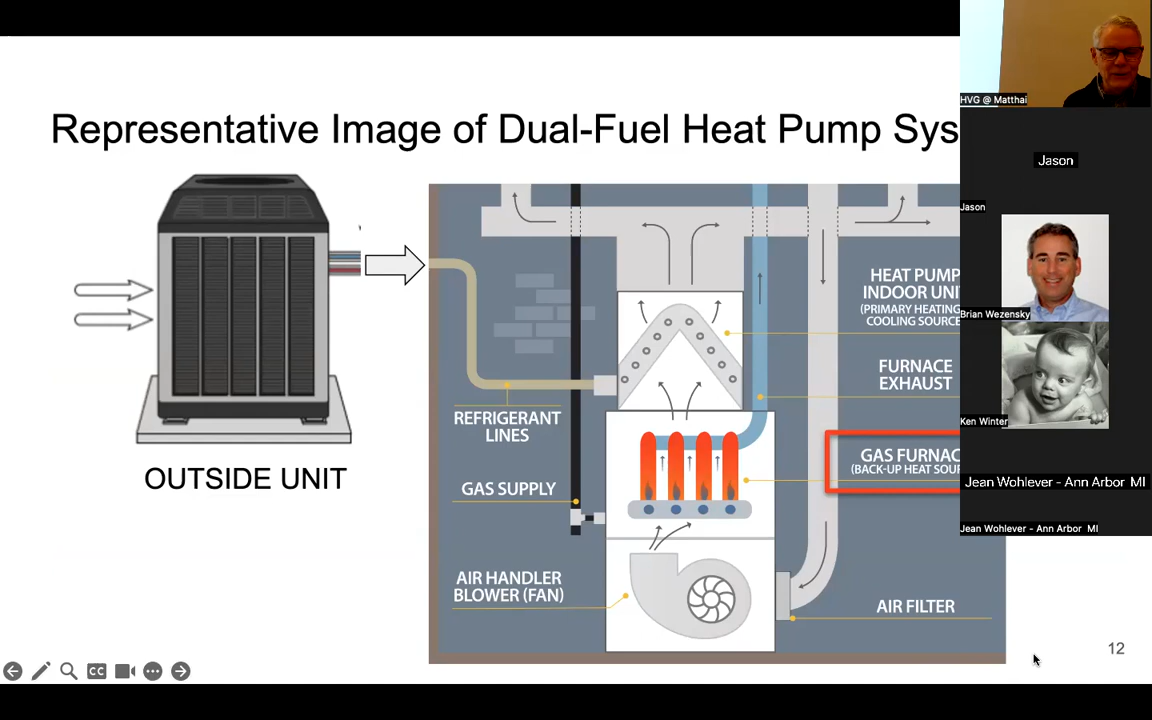 Representative Image of Dual-Fuel Heat Pump Sys
HEAT PUMP
INDOOR UNI
(PRIMARY HEATING
COOLING SOURCE
FURNACE
EXHAUST
REFRIGERANT
LINES
GAS FURNAC
(BACK-UP HEAT SOUR
OUTSIDE UNIT
GAS SUPPLY
AIR HANDLER
BLOWER (FAN)
AIR FILTER
12
CC
HVG @ Matthai
Jason
Jason
Brian Wezensky
Ken Winter
Jean Wohlever - Ann Arbor MI
Jean Wohlever - Ann Arbor MI